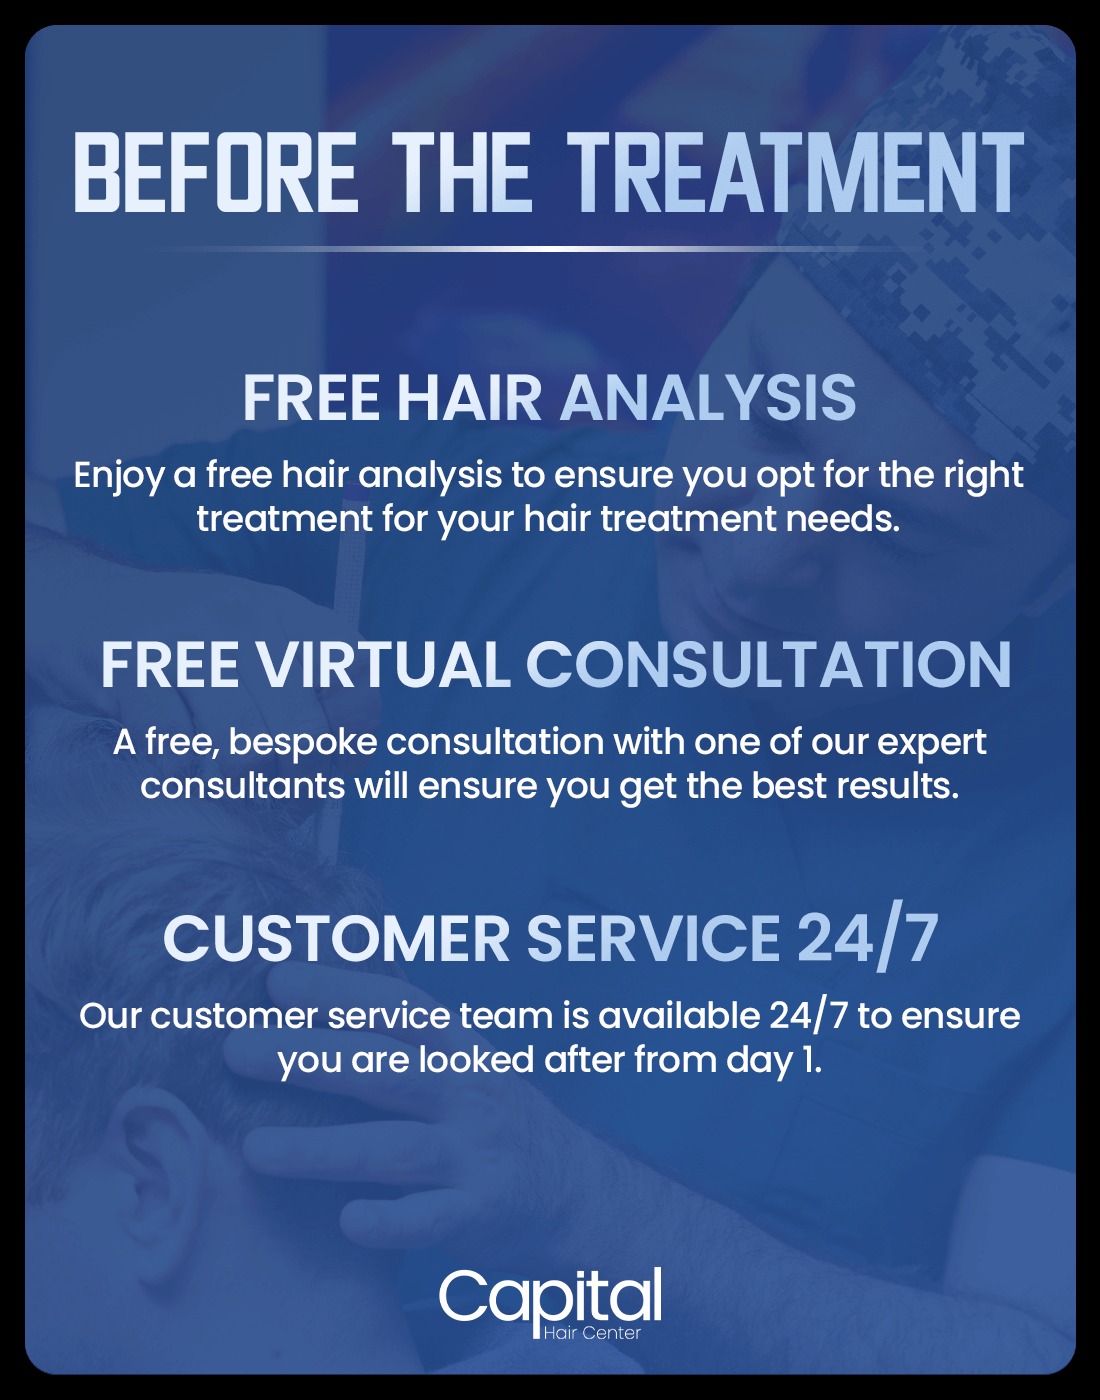 BEFORE THE TREATMENT
FREE HAIR ANALYSIS
Enjoy a free hair analysis to ensure you opt for the right
treatment for your hair treatment needs.
FREE VIRTUAL CONSULTATION
A free, bespoke consultation with one of our expert
consultants will ensure you get the best results.
CUSTOMER SERVICE 24/7
Our customer service team is available 24/7 to ensure
you are looked after from day 1.
Capital
Hair Center